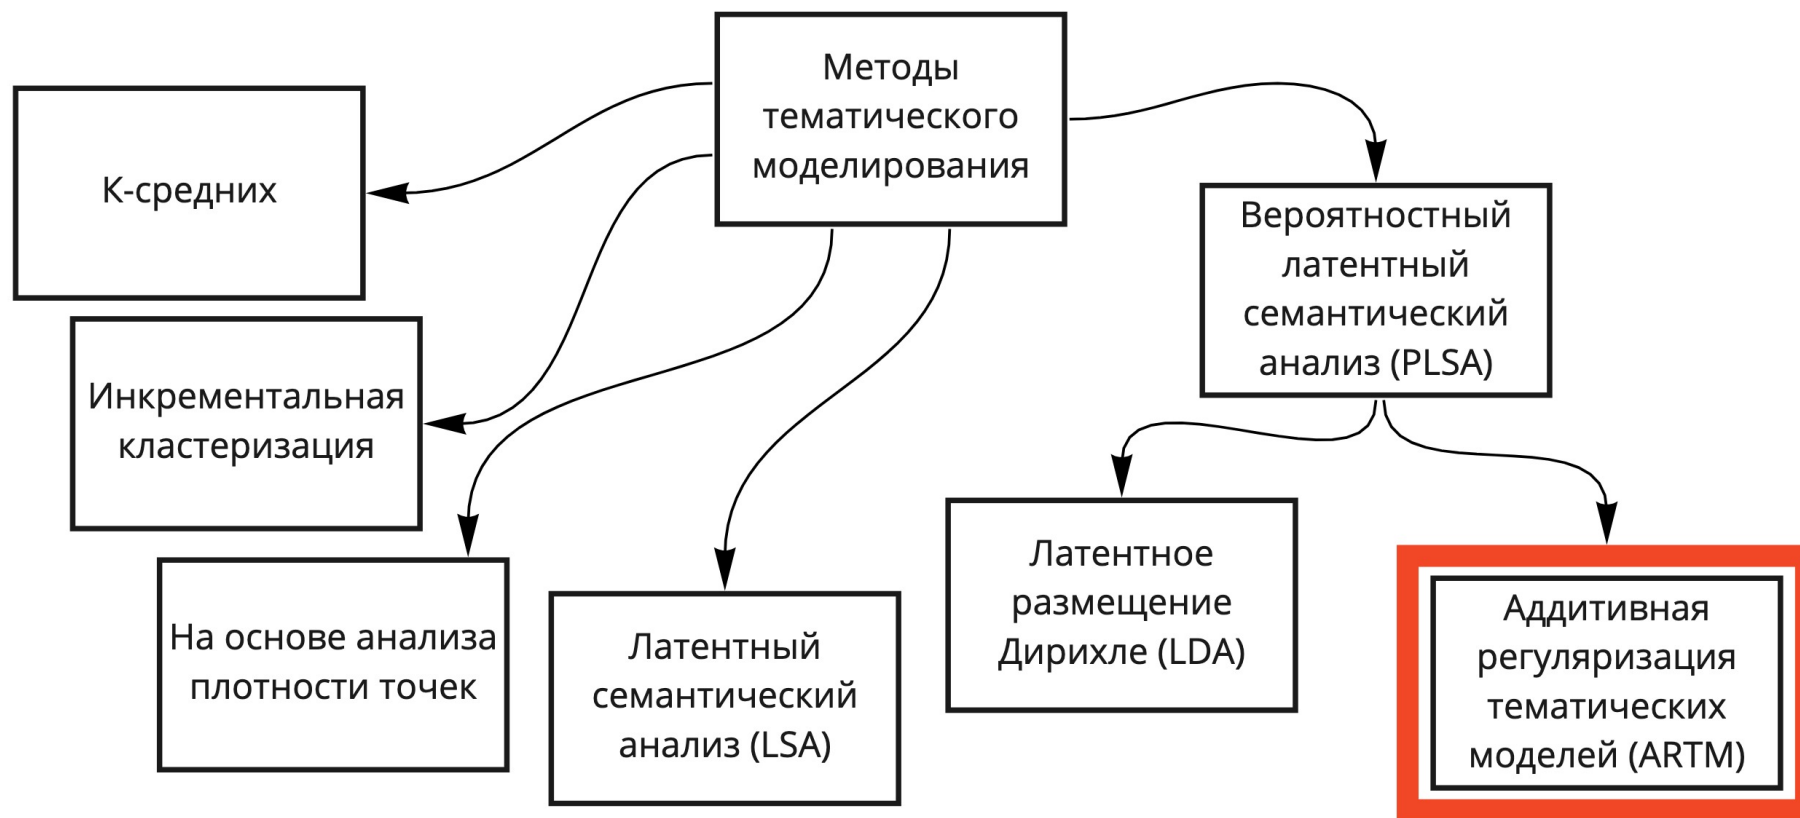 Методы
тематического
моделирования
К-средних
Вероятностный
латентный
семантический
анализ (PLSA)
Инкрементальная
кластеризация
На основе анализа
плотности точек
Латентный
семантический
анализ (LSA)
Латентное
размещение
Дирихле (LDA)
Аддитивная
регуляризация
тематических
моделей (ARTM)